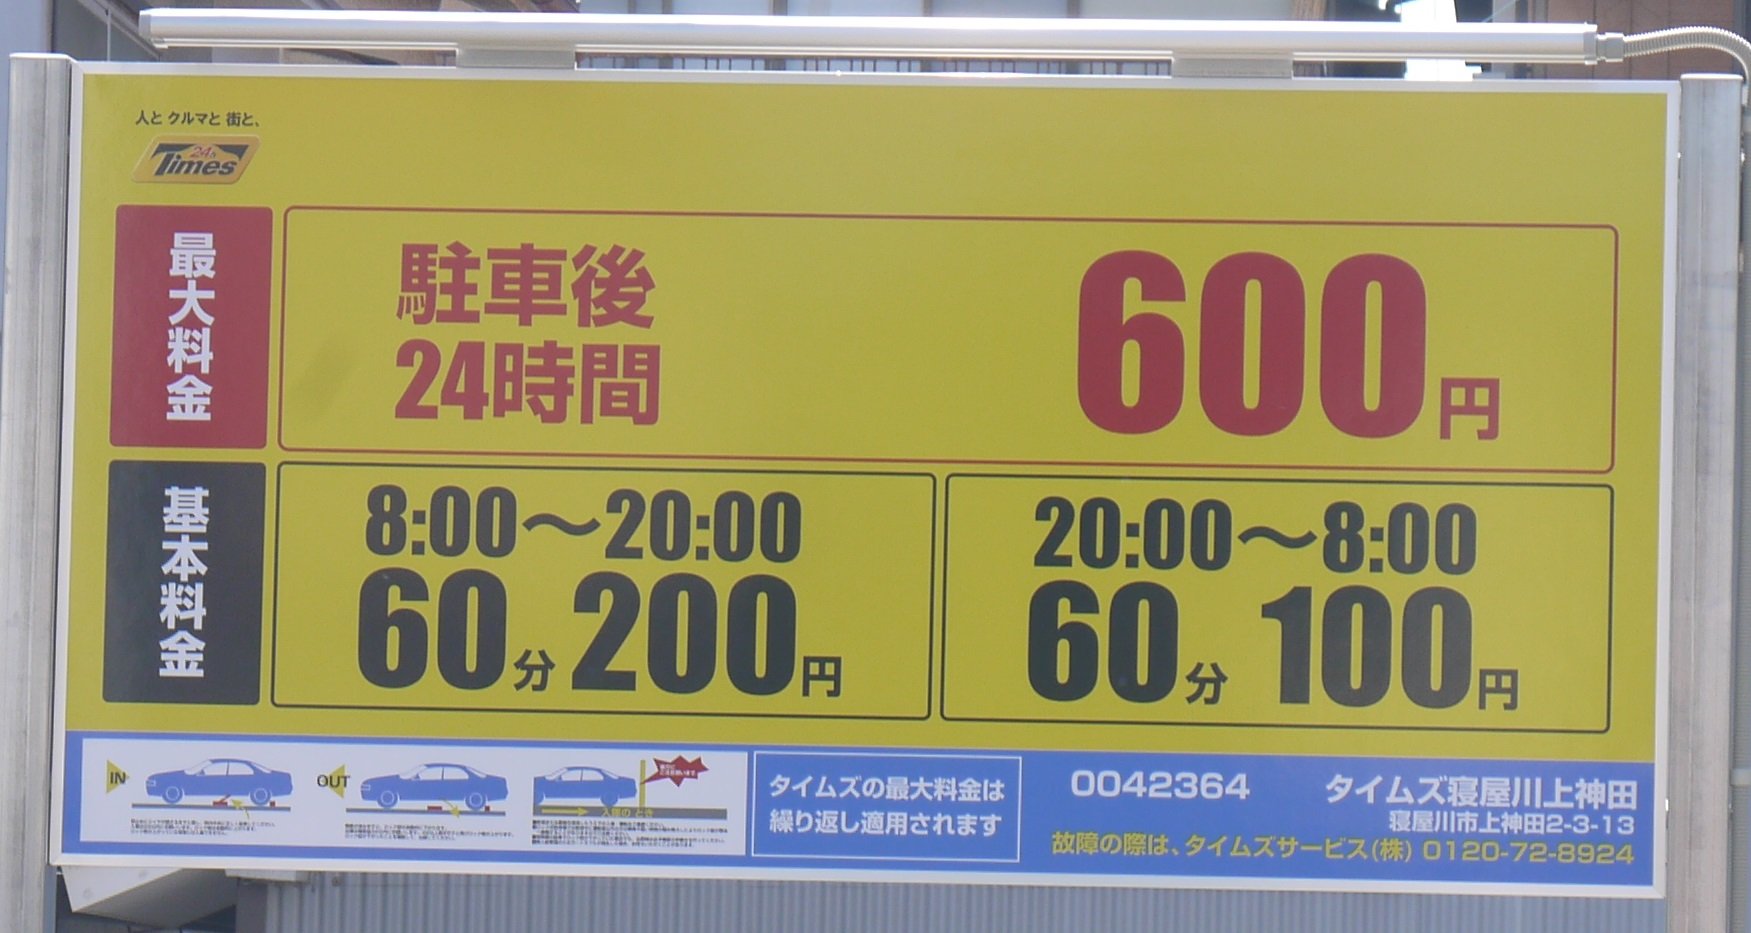 人と クルマと 街と、
24h
Times
最大料金
駐車後
24時間
600円
基本料金
8:00～20:00
60分 200円
20:00～8:00
60分 100円
IN
OUT
入庫のとき
タイムズの最大料金は
繰り返し適用されます
0042364
タイムズ寝屋川上神田
寝屋川市上神田2-3-13
故障の際は、タイムズサービス(株) 0120-72-8924